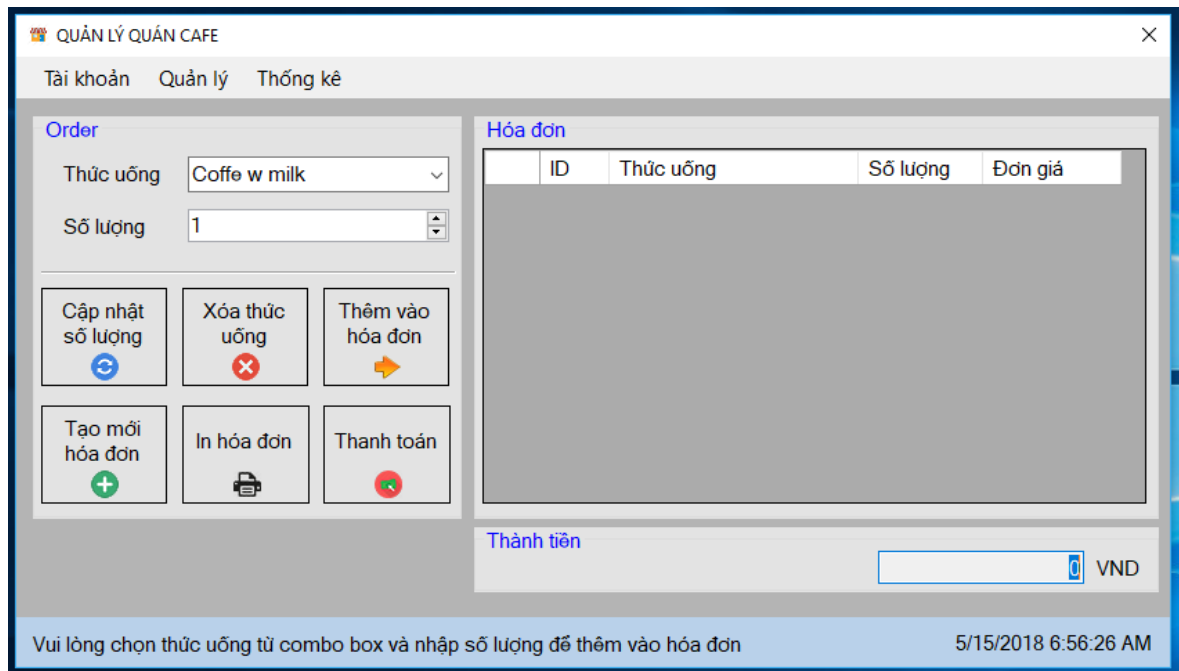 QUẢN LÝ QUÁN CAFE
Tài khoản Quản lý Thống kê
Order
Thức uống Coffe w milk
Số lượng 1
Cập nhật
số lượng
Xóa thức
uống
Thêm vào
hóa đơn
Tạo mới
hóa đơn
In hóa đơn
Thanh toán
Hóa đơn
ID Thức uống Số lượng Đơn giá
Thành tiền
0 VND
Vui lòng chọn thức uống từ combo box và nhập số lượng để thêm vào hóa đơn 5/15/2018 6:56:26 AM